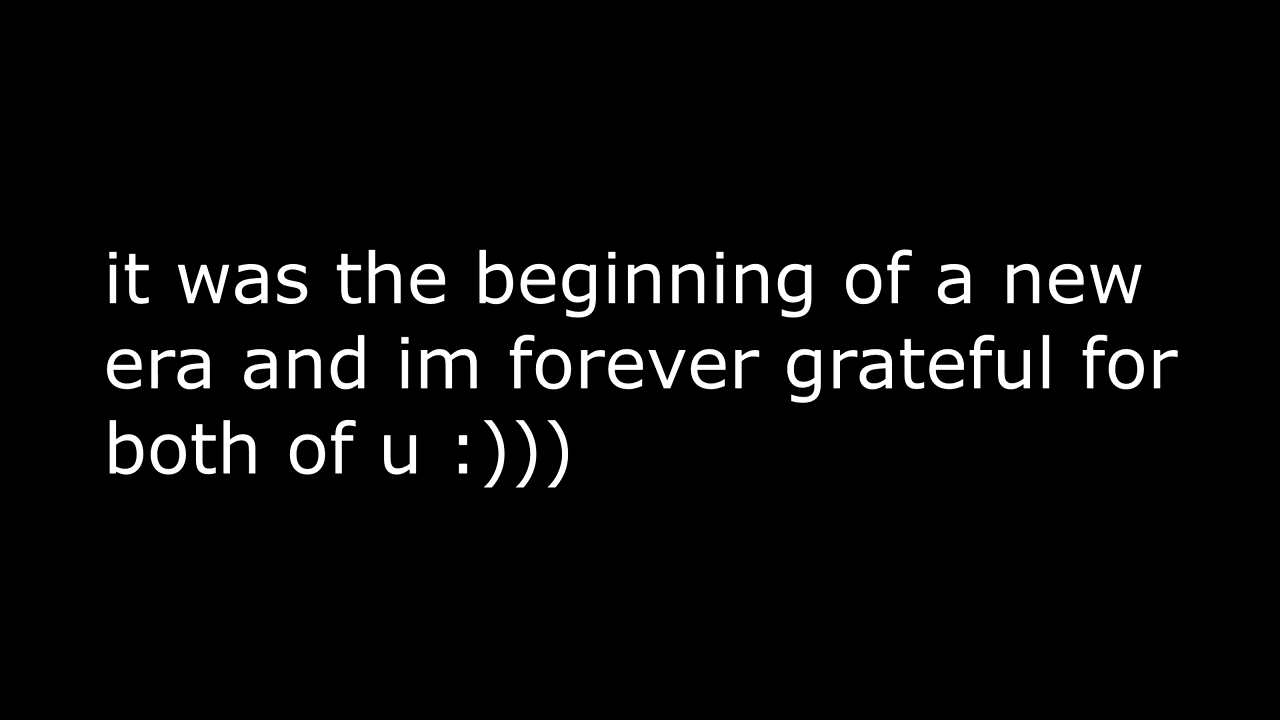 it was the beginning of a new
era and im forever grateful for
both of u :)))